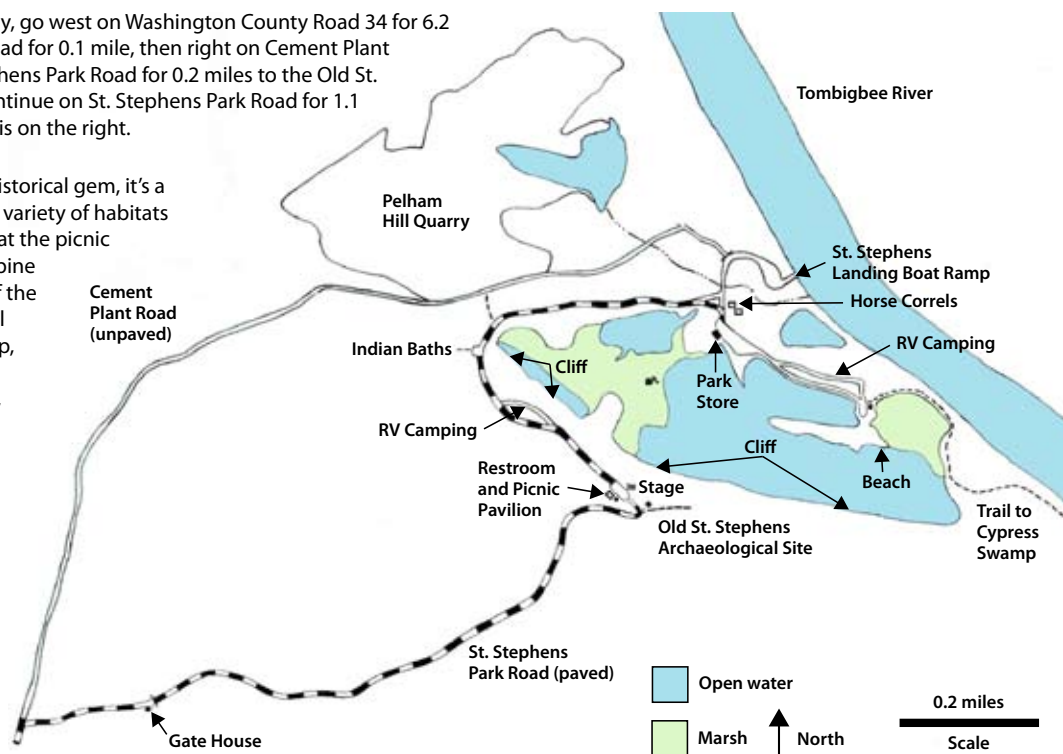 y, go west on Washington County Road 34 for 6.2
ad for 0.1 mile, then right on Cement Plant
hens Park Road for 0.2 miles to the Old St.
ntinue on St. Stephens Park Road for 1.1
is on the right.
istorical gem, it's a
variety of habitats
at the picnic
pine
f the
l
p,
Tombigbee River
Pelham
Hill Quarry
St. Stephens
Landing Boat Ramp
Cement
Plant Road
(unpaved)
Horse Correls
RV Camping
Indian Baths
Cliff
Park
Store
RV Camping
Cliff
Beach
Restroom
and Picnic
Pavilion
Stage
Old St. Stephens
Archaeological Site
Trail to
Cypress
Swamp
St. Stephens
Park Road (paved)
Gate House
Open water
Marsh
North
0.2 miles
Scale